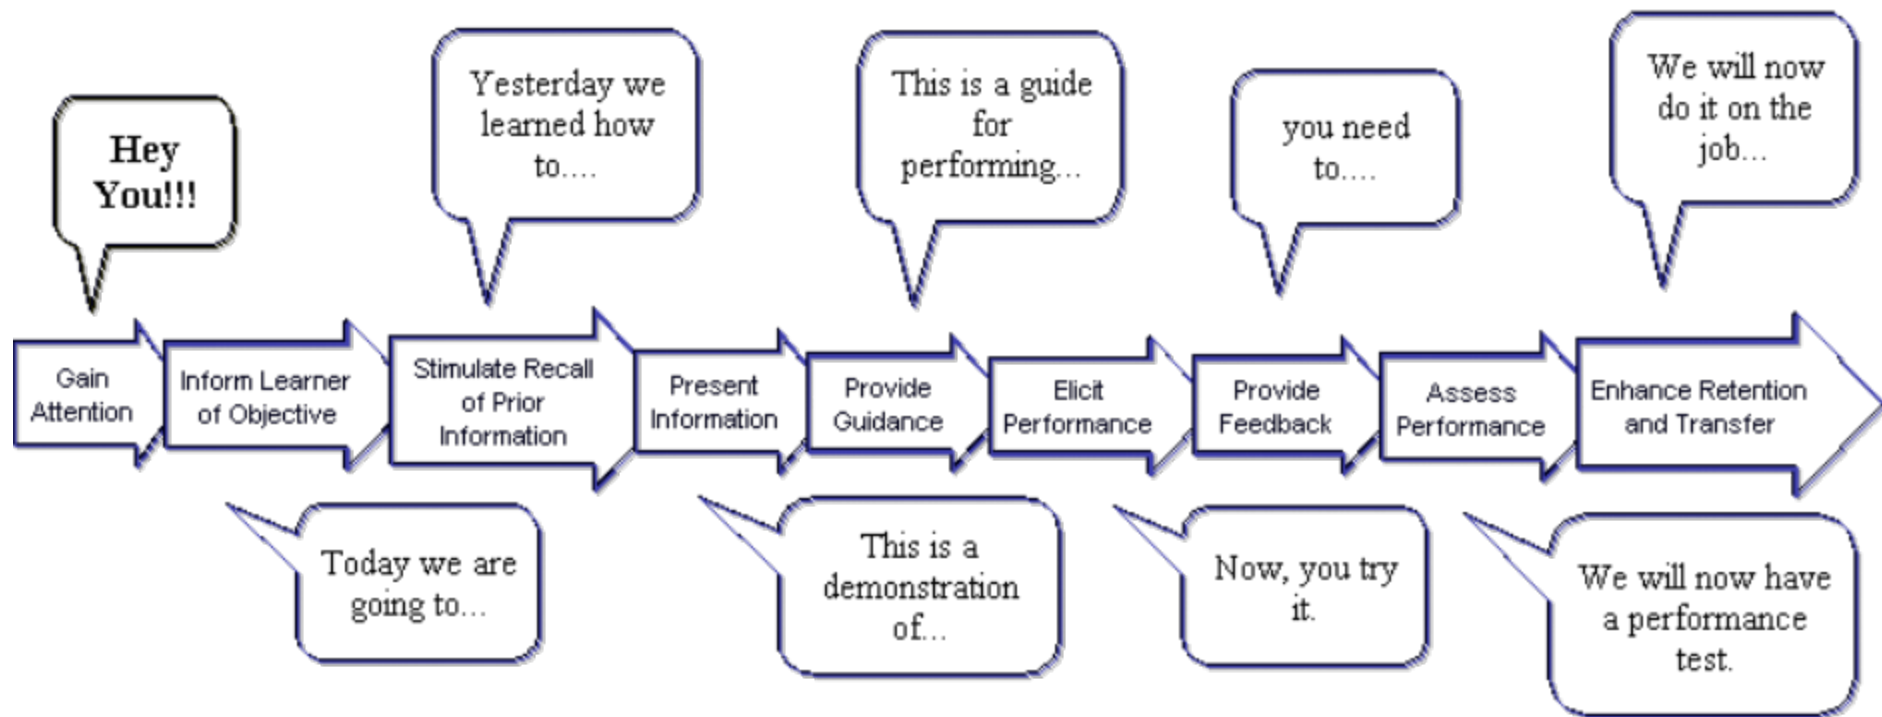 Hey
You!!!
Yesterday we
learned how
to....
This is a guide
for
performing...
you need
to....
We will now
do it on the
job...
Gain
Attention
Inform Learner
of Objective
Stimulate Recall
of Prior
Information
Present
Information
Provide
Guidance
Elicit
Performance
Provide
Feedback
Assess
Performance
Enhance Retention
and Transfer
Today we are
going to...
This is a
demonstration
of...
Now, you try
it.
We will now have
a performance
test.